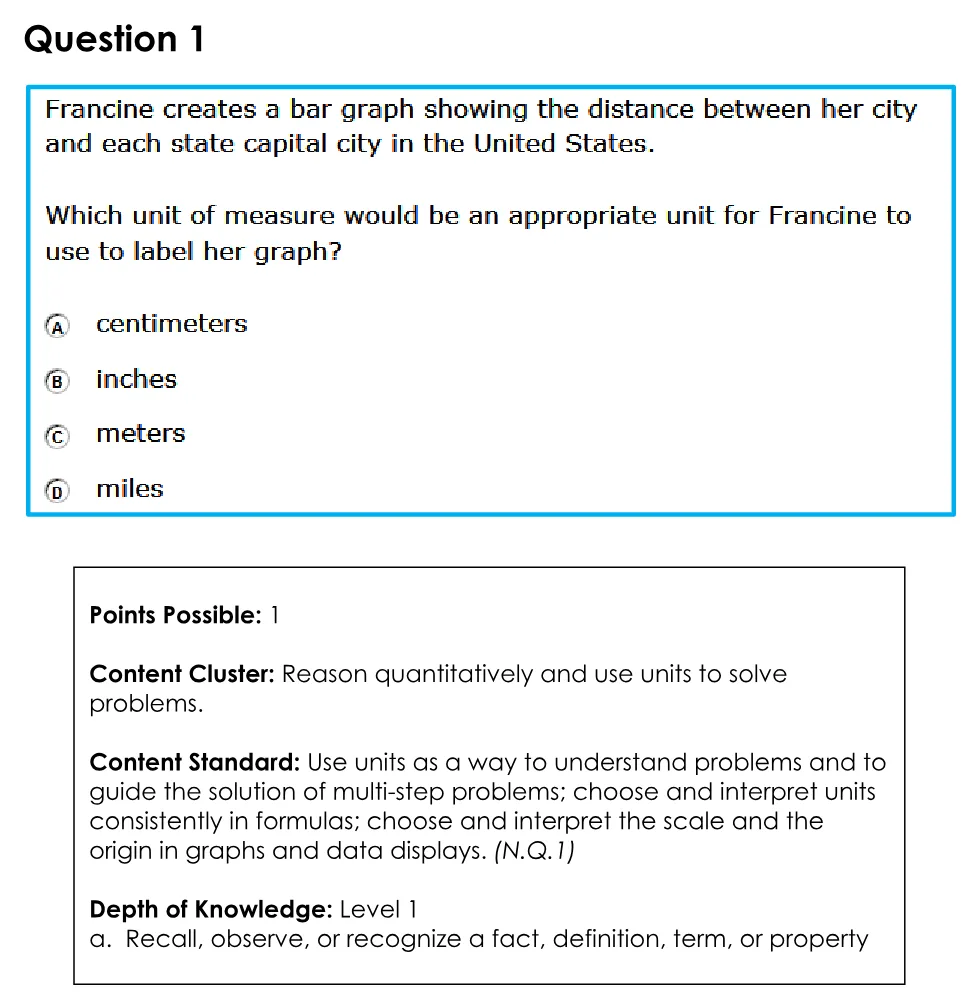 Question 1
Francine creates a bar graph showing the distance between her city
and each state capital city in the United States.
Which unit of measure would be an appropriate unit for Francine to
use to label her graph?
A centimeters
B inches
C meters
D miles
Points Possible: 1
Content Cluster: Reason quantitatively and use units to solve
problems.
Content Standard: Use units as a way to understand problems and to
guide the solution of multi-step problems; choose and interpret units
consistently in formulas; choose and interpret the scale and the
origin in graphs and data displays. (N.Q.1)
Depth of Knowledge: Level 1
a. Recall, observe, or recognize a fact, definition, term, or property